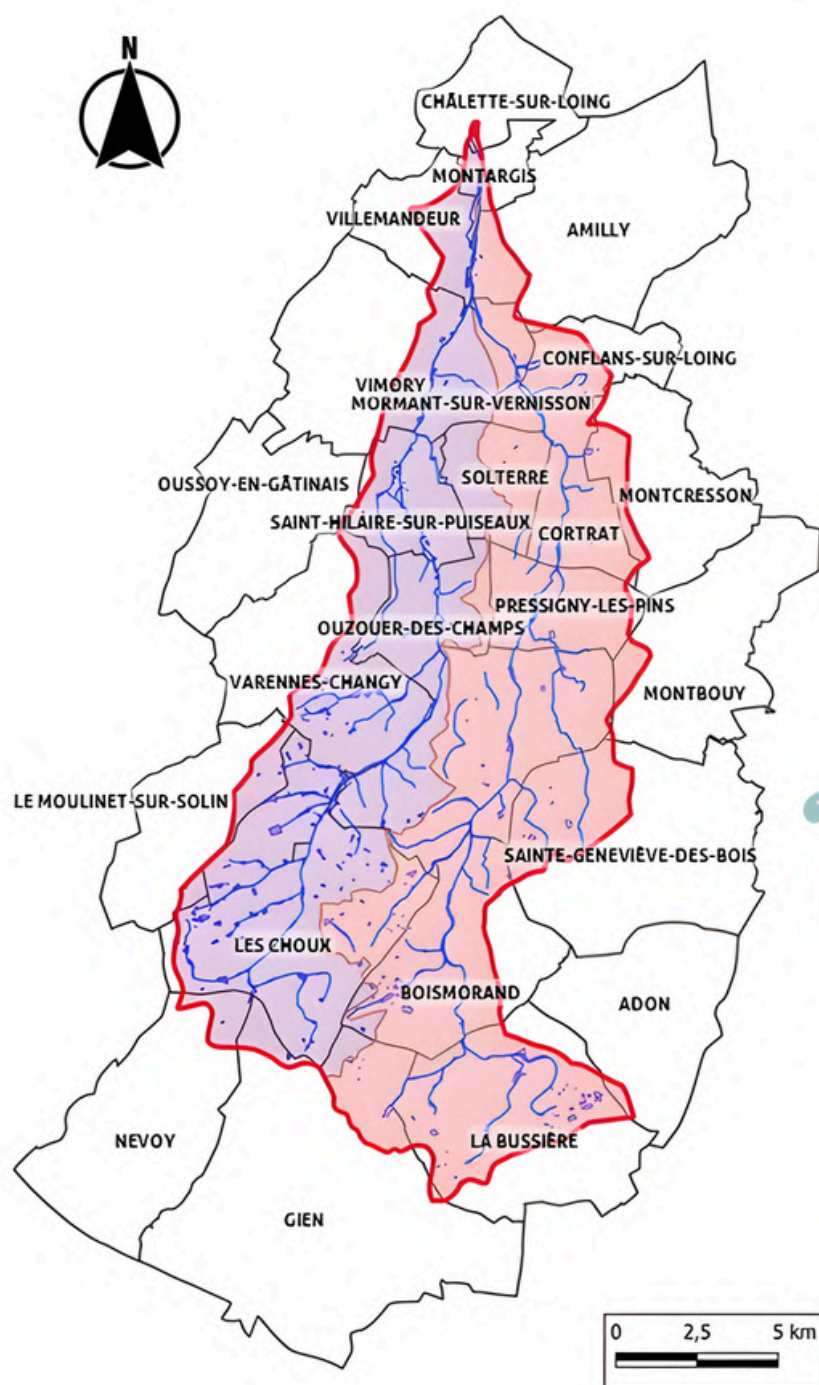 N
CHÂLETTE-SUR-LOING
MONTARGIS
VILLEMANDEUR
AMILLY
CONFLANS-SUR-LOING
VIMORY
MORMANT-SUR-VERNISSON
SOLTERRE
OUSSOY-EN-GÂTINAIS
MONTCRESSON
SAINT-HILAIRE-SUR-PUISEAUX
CORTRAT
PRESSIGNY-LES-PINS
OUZOUER-DES-CHAMPS
VARENNES-CHANGY
MONTBOUY
LE MOULINET-SUR-SOLIN
SAINTE-GENEVIÈVE-DES-BOIS
LES CHOUX
BOISMORAND
ADON
NEVOY
LA BUSSIÈRE
GIEN
0 2,5 5 km